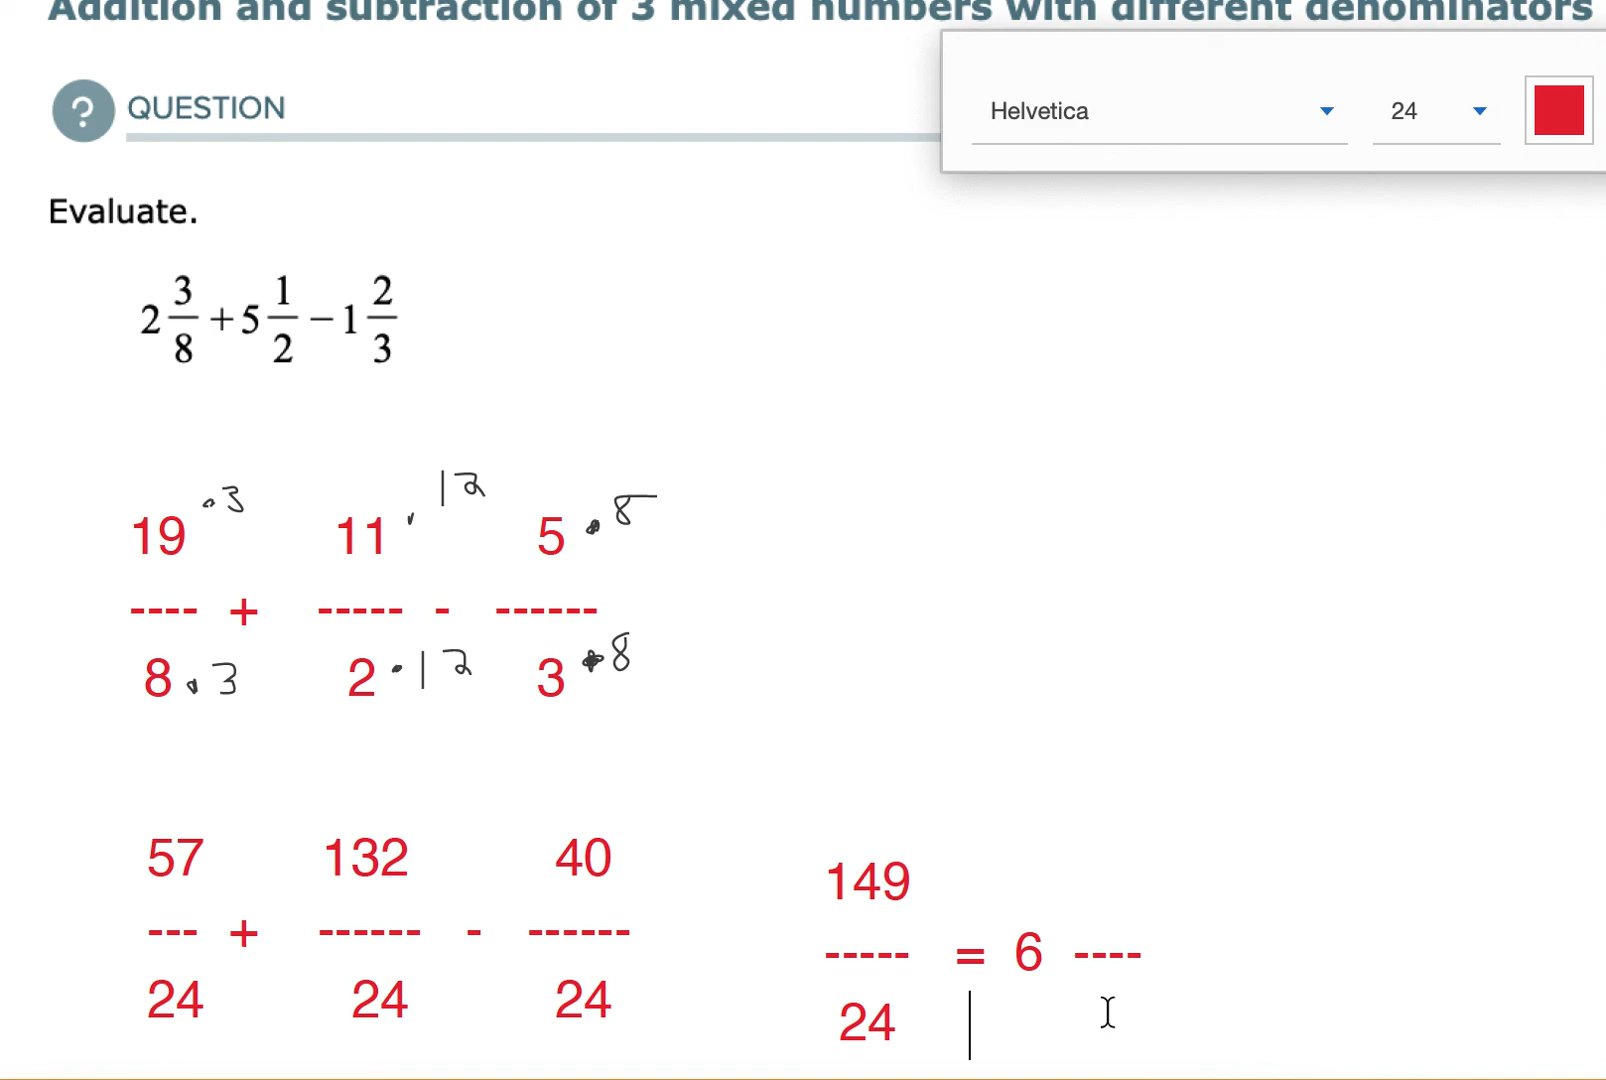 Addition and subtraction of 3 mixed numbers with different denominators
Helvetica 24
? QUESTION
Evaluate.
2 3/8 + 5 1/2 − 1 2/3
19 ·3 11 · 12 5 · 8
---- + ----- - ------
8 · 3 2 · 12 3 · 8
57 132 40 149
--- + ------ - ------ ----- = 6 ----
24 24 24 24